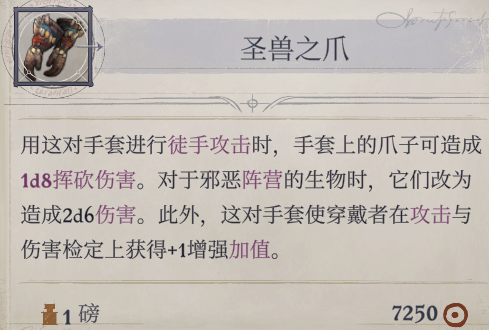 圣兽之爪
用这对手套进行徒手攻击时，手套上的爪子可造成
1d8挥砍伤害。对于邪恶阵营的生物时，它们改为
造成2d6伤害。此外，这对手套使穿戴者在攻击与
伤害检定上获得+1增强加值。
1 磅
7250